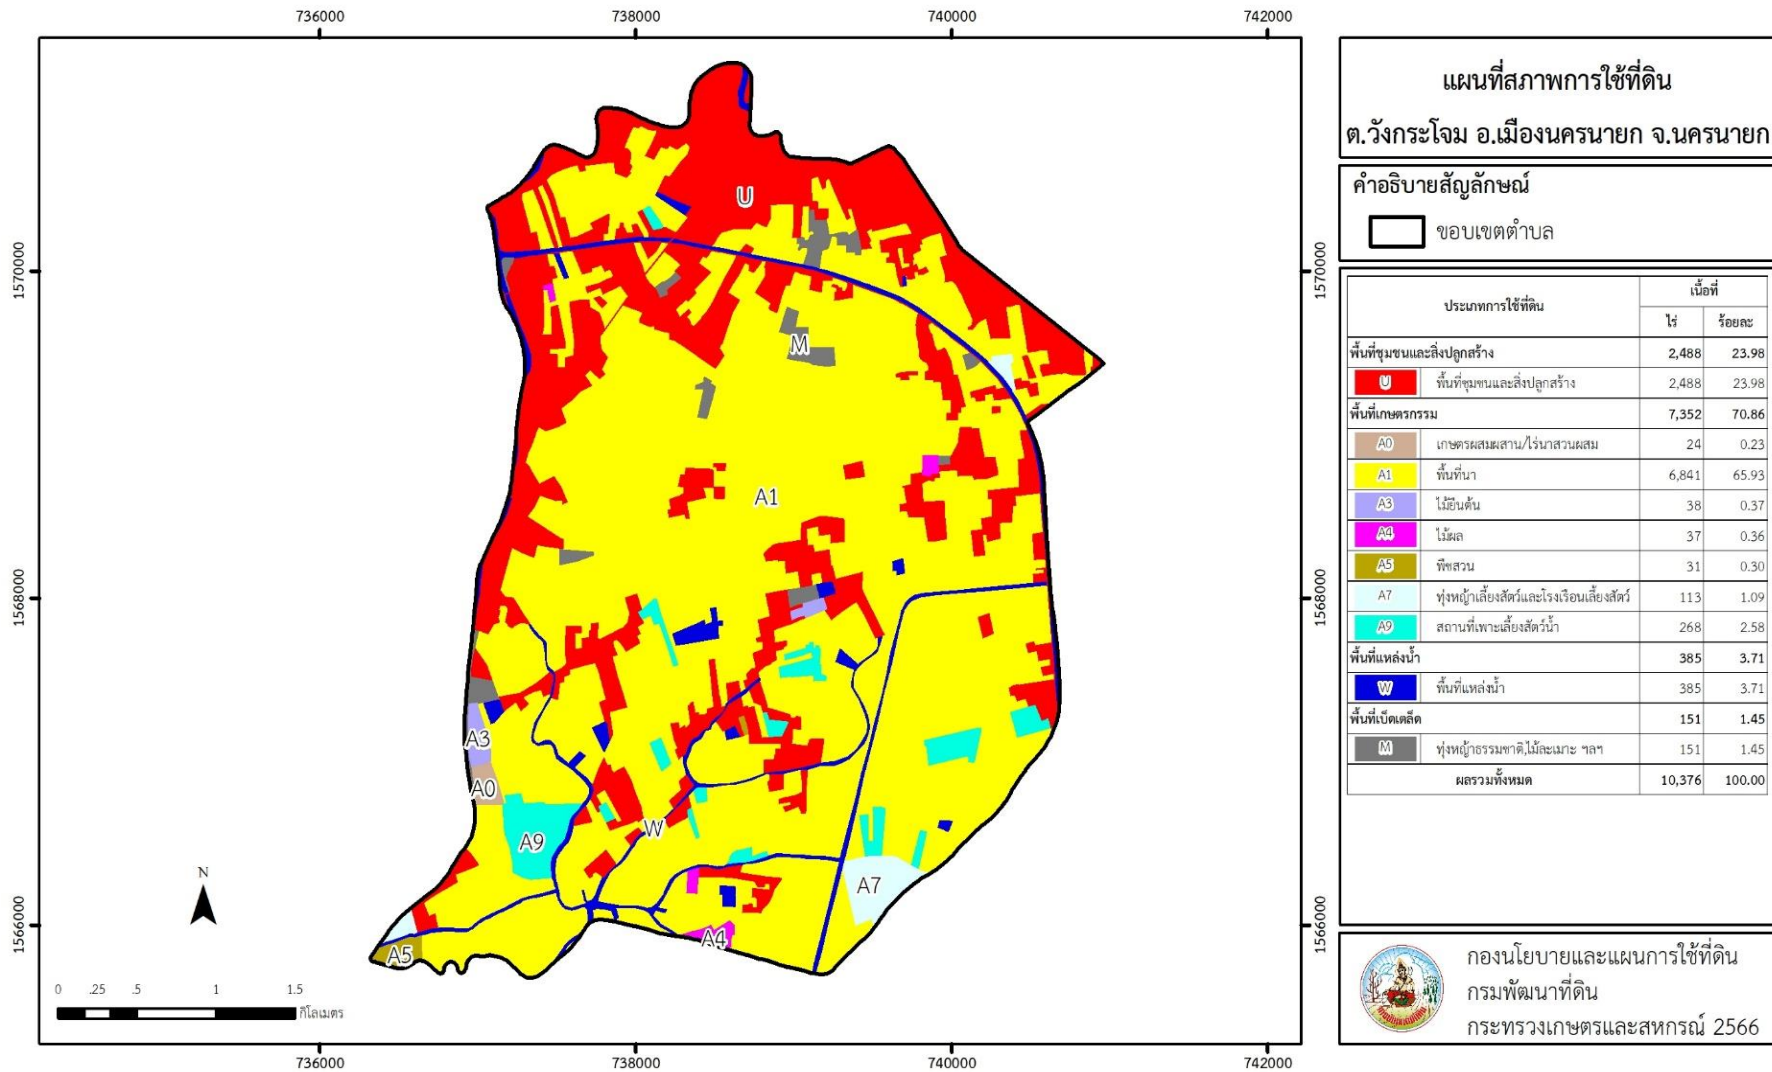 736000 738000 740000 742000
1570000 1570000
1568000 1568000
1566000 1566000
U
M
A1
A3
A0
A9
W
A7
A5
A4
N
0 .25 .5 1 1.5
กิโลเมตร
736000 738000 740000 742000
แผนที่สภาพการใช้ที่ดิน
ต.วังกระโจม อ.เมืองนครนายก จ.นครนายก
คำอธิบายสัญลักษณ์
ขอบเขตตำบล
ประเภทการใช้ที่ดิน เนื้อที่
ไร่ ร้อยละ
พื้นที่ชุมชนและสิ่งปลูกสร้าง 2,488 23.98
U พื้นที่ชุมชนและสิ่งปลูกสร้าง 2,488 23.98
พื้นที่เกษตรกรรม 7,352 70.86
A0 เกษตรผสมผสาน/ไร่นาสวนผสม 24 0.23
A1 พื้นที่นา 6,841 65.93
A3 ไม้ยืนต้น 38 0.37
A4 ไม้ผล 37 0.36
A5 พืชสวน 31 0.30
A7 ทุ่งหญ้าเลี้ยงสัตว์และโรงเรือนเลี้ยงสัตว์ 113 1.09
A9 สถานที่เพาะเลี้ยงสัตว์น้ำ 268 2.58
พื้นที่แหล่งน้ำ 385 3.71
W พื้นที่แหล่งน้ำ 385 3.71
พื้นที่เบ็ดเตล็ด 151 1.45
M ทุ่งหญ้าธรรมชาติ,ไม้ละเมาะ ฯลฯ 151 1.45
ผลรวมทั้งหมด 10,376 100.00
กองนโยบายและแผนการใช้ที่ดิน
กรมพัฒนาที่ดิน
กระทรวงเกษตรและสหกรณ์ 2566
กรมพัฒนาที่ดิน